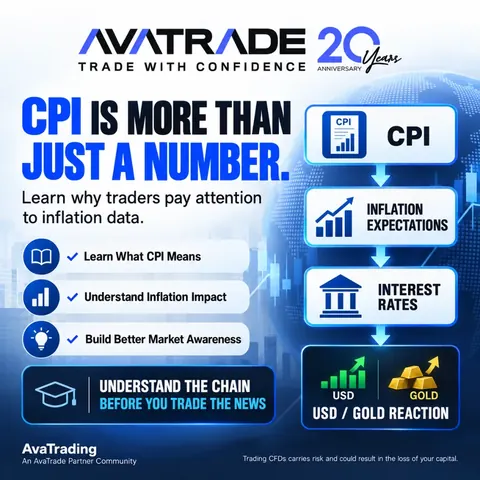 AVATRADE
TRADE WITH CONFIDENCE
20 Years
ANNIVERSARY
CPI IS MORE THAN
JUST A NUMBER.
Learn why traders pay attention
to inflation data.
Learn What CPI Means
Understand Inflation Impact
Build Better Market Awareness
UNDERSTAND THE CHAIN
BEFORE YOU TRADE THE NEWS
CPI
CPI
INFLATION
EXPECTATIONS
INTEREST
RATES
USD
GOLD
USD / GOLD REACTION
AvaTrading
An AvaTrade Partner Community
Trading CFDs carries risk and could result in the loss of your capital.